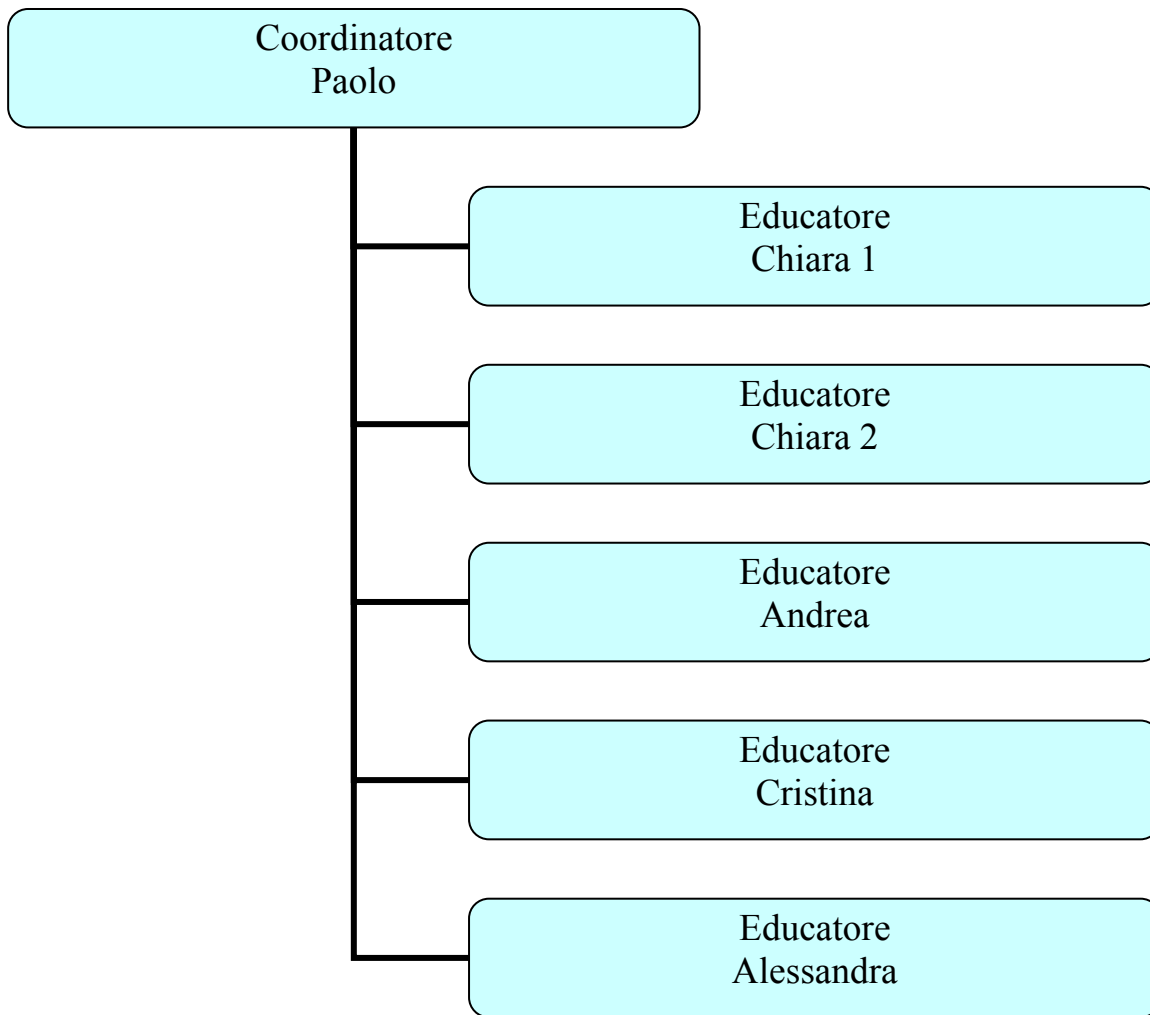 Coordinatore
Paolo
Educatore
Chiara 1
Educatore
Chiara 2
Educatore
Andrea
Educatore
Cristina
Educatore
Alessandra